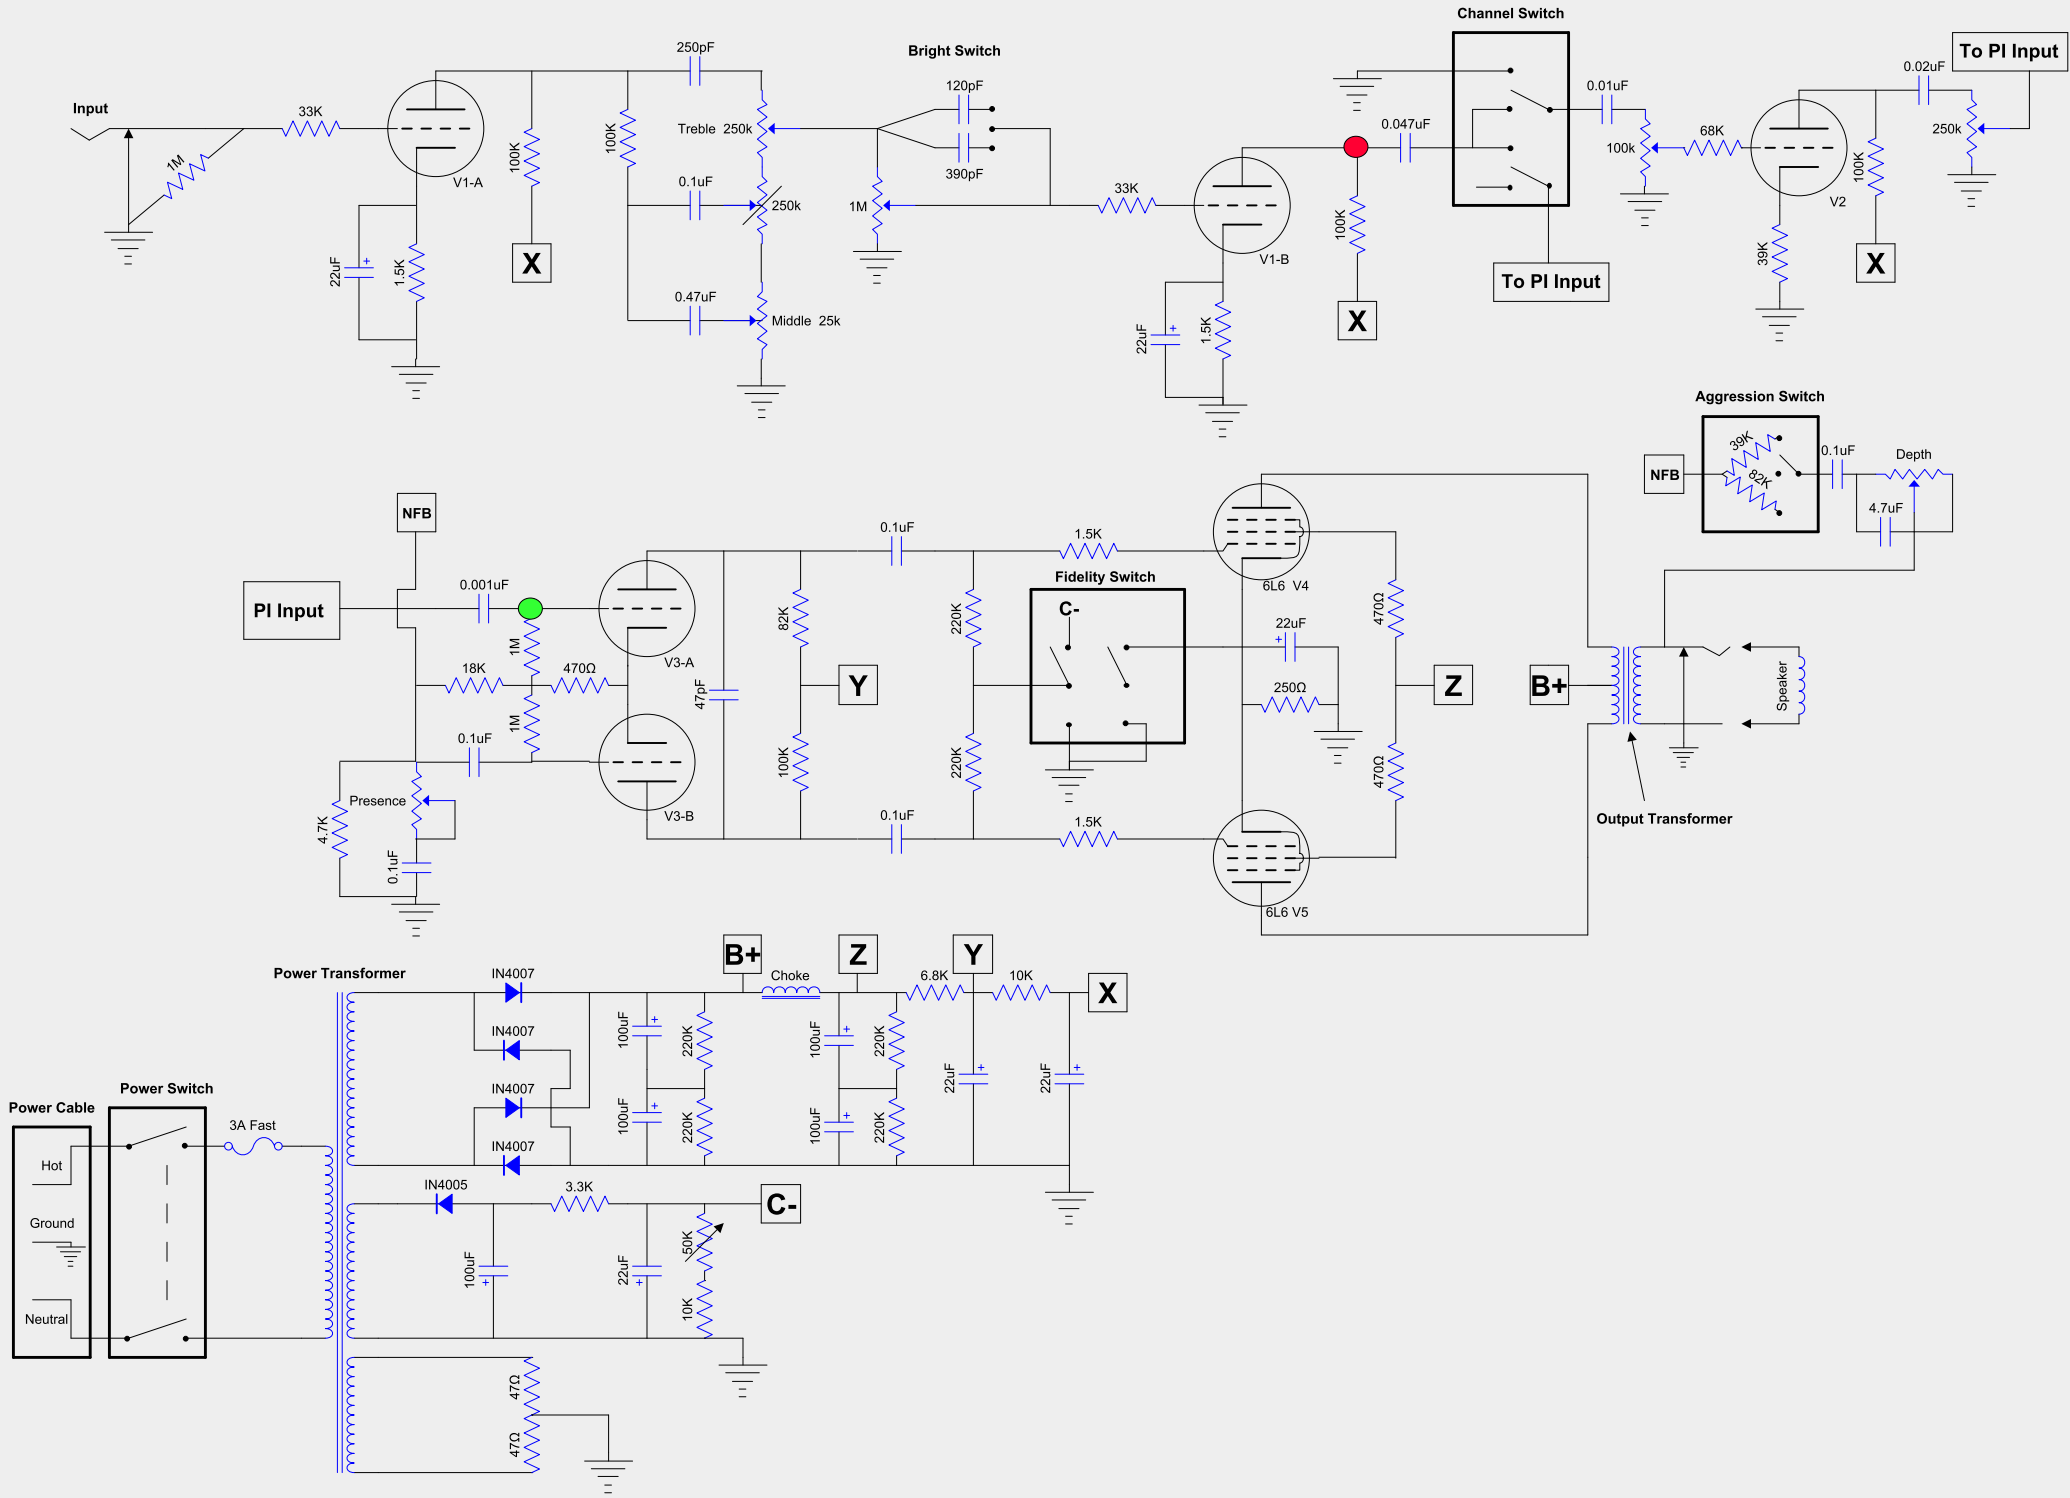 Channel Switch
Bright Switch
To PI Input
Input
33K
1M
V1-A
22uF
+
1.5K
100K
X
250pF
100K
Treble 250k
0.1uF
250k
0.47uF
Middle 25k
120pF
390pF
1M
33K
V1-B
22uF
+
1.5K
100K
X
0.047uF
To PI Input
0.01uF
100k
68K
V2
39K
100K
X
0.02uF
250k
Aggression Switch
NFB
39K
82K
0.1uF
Depth
4.7uF
NFB
PI Input
0.001uF
1M
18K
470Ω
1M
0.1uF
Presence
4.7K
0.1uF
V3-A
V3-B
47pF
82K
100K
Y
0.1uF
0.1uF
220K
220K
1.5K
1.5K
Fidelity Switch
C-
6L6 V4
22uF
+
250Ω
6L6 V5
470Ω
470Ω
Z
B+
Speaker
Output Transformer
Power Transformer
IN4007
IN4007
IN4007
IN4007
B+
Choke
Z
6.8K
Y
10K
X
100uF
+
220K
100uF
+
220K
100uF
+
220K
100uF
+
220K
22uF
+
22uF
+
Power Switch
Power Cable
Hot
Ground
Neutral
3A Fast
IN4005
3.3K
C-
100uF
+
22uF
+
50K
10K
47Ω
47Ω